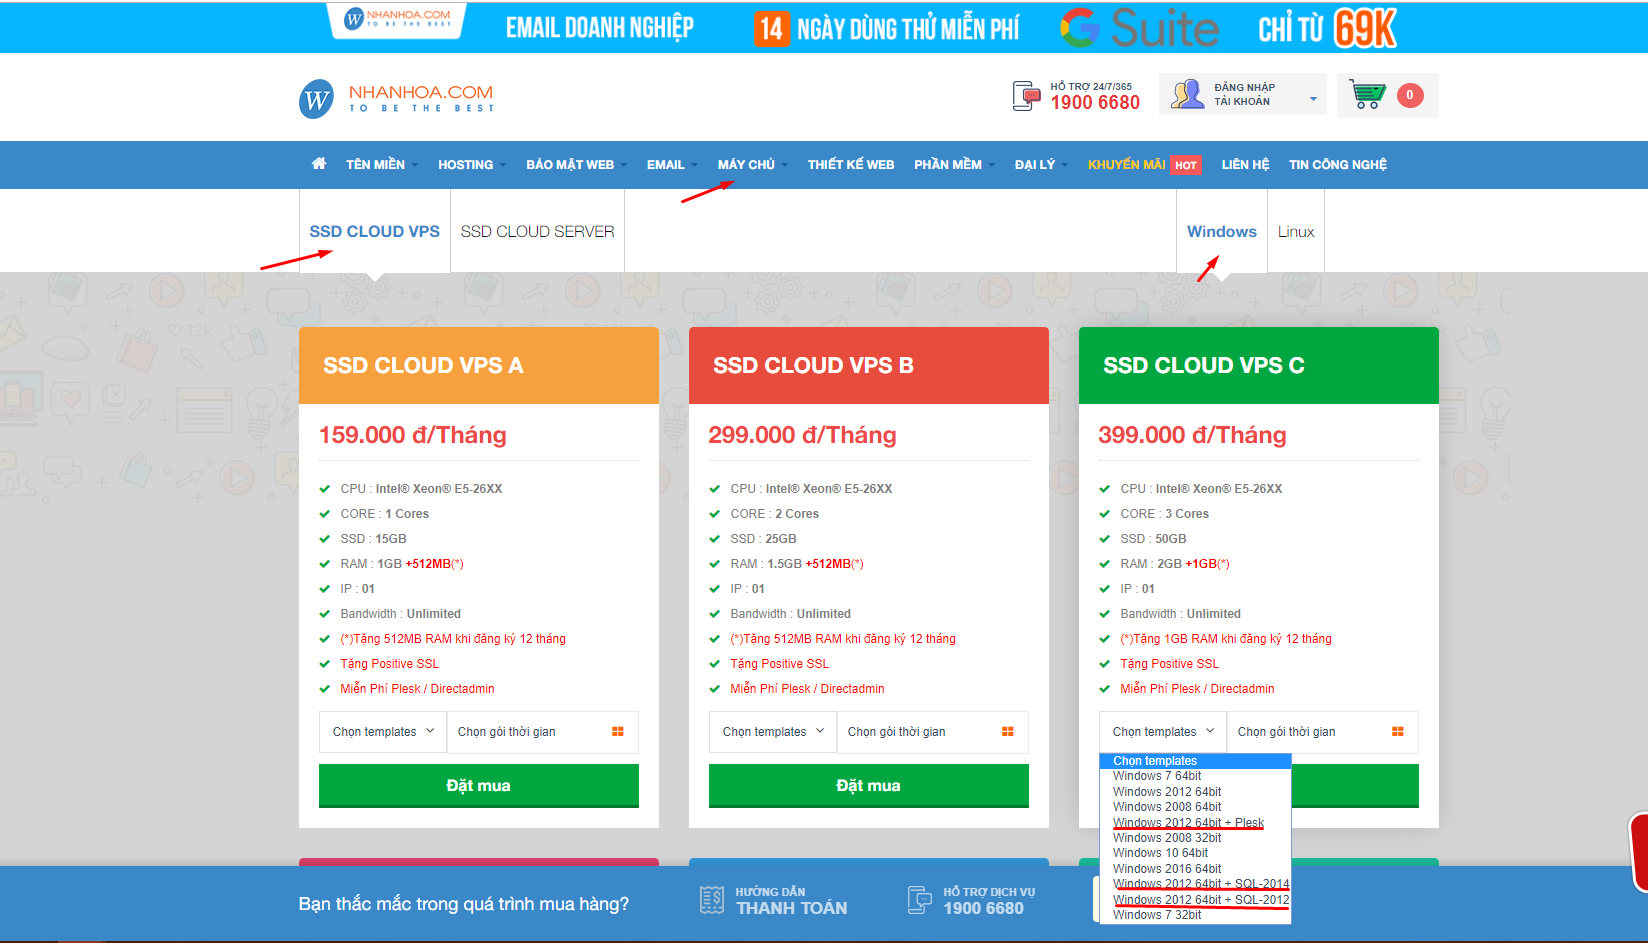 NHANHOA.COM
TO BE THE BEST
EMAIL DOANH NGHIỆP
14 NGÀY DÙNG THỬ MIỄN PHÍ
G Suite
CHỈ TỪ 69K
W NHANHOA.COM
TO BE THE BEST
HỖ TRỢ 24/7/365
1900 6680
ĐĂNG NHẬP
TÀI KHOẢN
0
TÊN MIỀN
HOSTING
BẢO MẬT WEB
EMAIL
MÁY CHỦ
THIẾT KẾ WEB
PHẦN MỀM
ĐẠI LÝ
KHUYẾN MÃI HOT
LIÊN HỆ
TIN CÔNG NGHỆ
SSD CLOUD VPS
SSD CLOUD SERVER
Windows
Linux
12k
SSD CLOUD VPS A
159.000 đ/Tháng
CPU : Intel® Xeon® E5-26XX
CORE : 1 Cores
SSD : 15GB
RAM : 1GB +512MB(*)
IP : 01
Bandwidth : Unlimited
(*)Tặng 512MB RAM khi đăng ký 12 tháng
Tặng Positive SSL
Miễn Phí Plesk / Directadmin
Chọn templates
Chọn gói thời gian
Đặt mua
SSD CLOUD VPS B
299.000 đ/Tháng
CPU : Intel® Xeon® E5-26XX
CORE : 2 Cores
SSD : 25GB
RAM : 1.5GB +512MB(*)
IP : 01
Bandwidth : Unlimited
(*)Tặng 512MB RAM khi đăng ký 12 tháng
Tặng Positive SSL
Miễn Phí Plesk / Directadmin
Chọn templates
Chọn gói thời gian
Đặt mua
SSD CLOUD VPS C
399.000 đ/Tháng
CPU : Intel® Xeon® E5-26XX
CORE : 3 Cores
SSD : 50GB
RAM : 2GB +1GB(*)
IP : 01
Bandwidth : Unlimited
(*)Tặng 1GB RAM khi đăng ký 12 tháng
Tặng Positive SSL
Miễn Phí Plesk / Directadmin
Chọn templates
Chọn gói thời gian
Chọn templates
Windows 7 64bit
Windows 2012 64bit
Windows 2008 64bit
Windows 2012 64bit + Plesk
Windows 2008 32bit
Windows 10 64bit
Windows 2016 64bit
Windows 2012 64bit + SQL-2014
Windows 2012 64bit + SQL-2012
Windows 7 32bit
Bạn thắc mắc trong quá trình mua hàng?
HƯỚNG DẪN
THANH TOÁN
HỖ TRỢ DỊCH VỤ
1900 6680